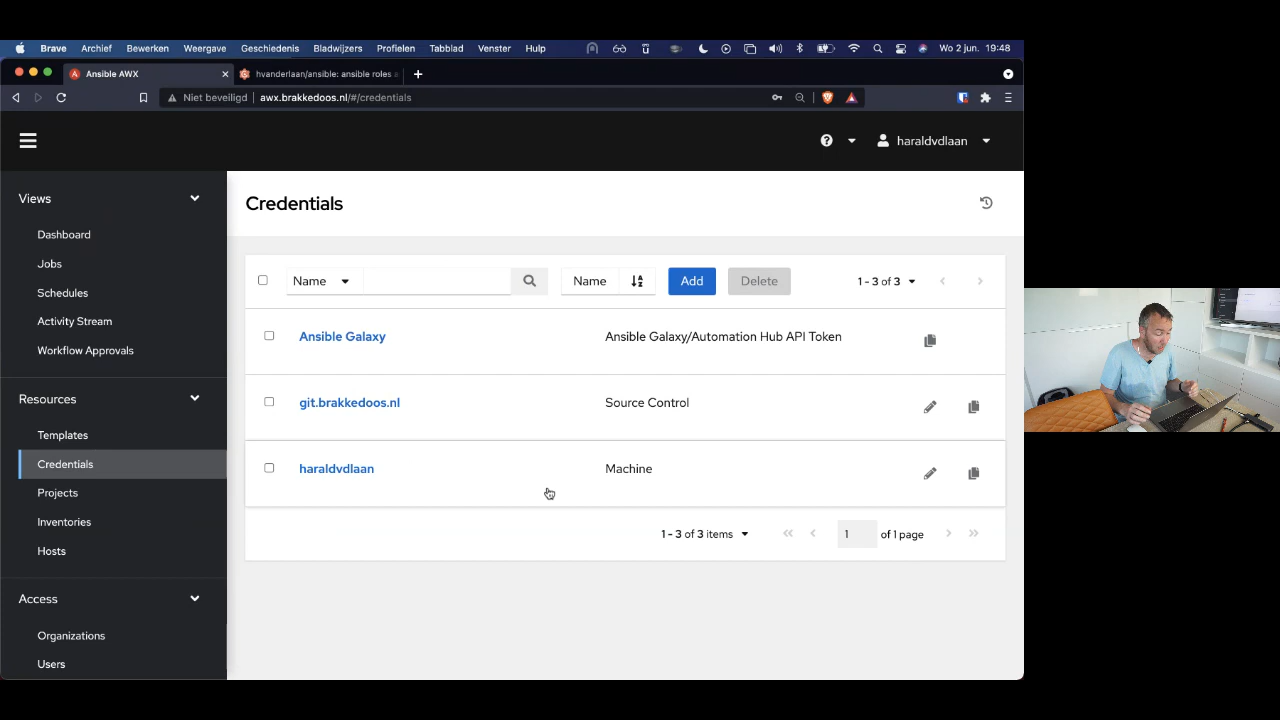 Brave Archief Bewerken Weergave Geschiedenis Bladwijzers Profielen Tabblad Venster Hulp Wo 2 jun. 19:48
Ansible AWX hvanderlaan/ansible: ansible roles
Niet beveiligd awx.brakkedoos.nl/#/credentials
haraldvdlaan
Views
Dashboard
Jobs
Schedules
Activity Stream
Workflow Approvals
Resources
Templates
Credentials
Projects
Inventories
Hosts
Access
Organizations
Users
Credentials
Name Name Add Delete 1 - 3 of 3
Ansible Galaxy Ansible Galaxy/Automation Hub API Token
git.brakkedoos.nl Source Control
haraldvdlaan Machine
1 - 3 of 3 items 1 of 1 page